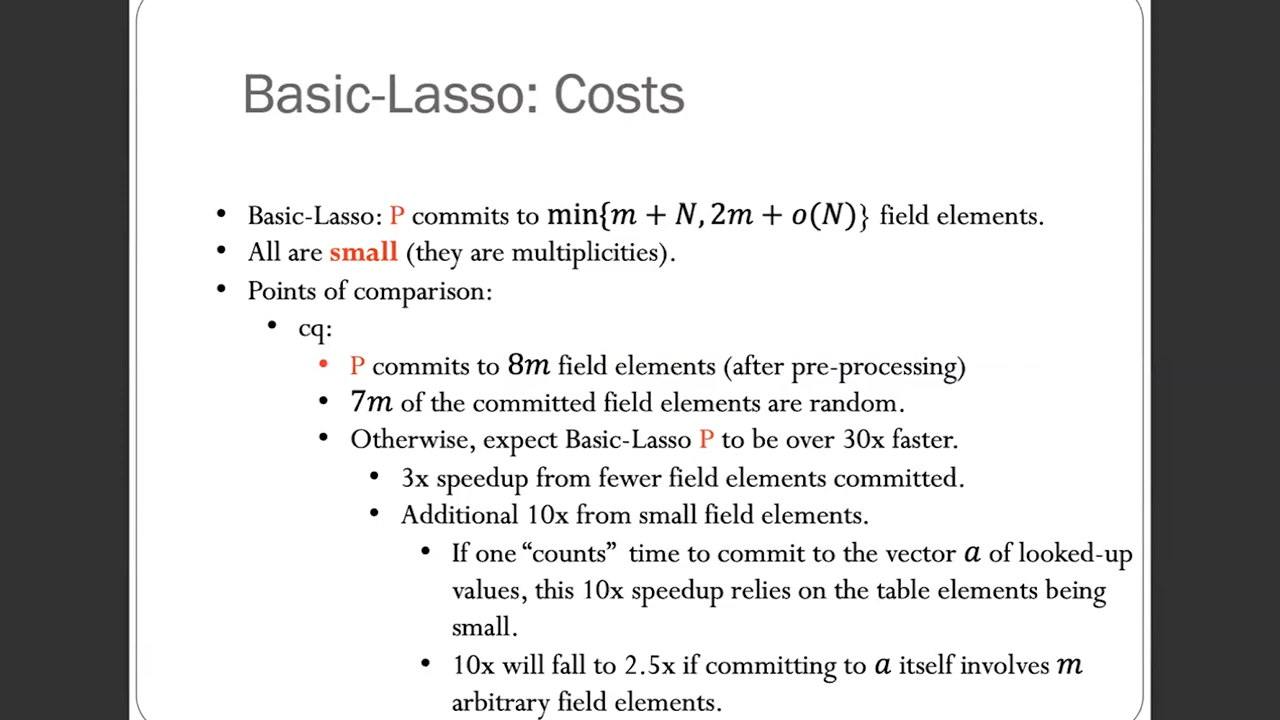 Basic-Lasso: Costs
• Basic-Lasso: P commits to min{m + N, 2m + o(N)} field elements.
• All are small (they are multiplicities).
• Points of comparison:
• cq:
• P commits to 8m field elements (after pre-processing)
• 7m of the committed field elements are random.
• Otherwise, expect Basic-Lasso P to be over 30x faster.
• 3x speedup from fewer field elements committed.
• Additional 10x from small field elements.
• If one “counts” time to commit to the vector a of looked-up
values, this 10x speedup relies on the table elements being
small.
• 10x will fall to 2.5x if committing to a itself involves m
arbitrary field elements.